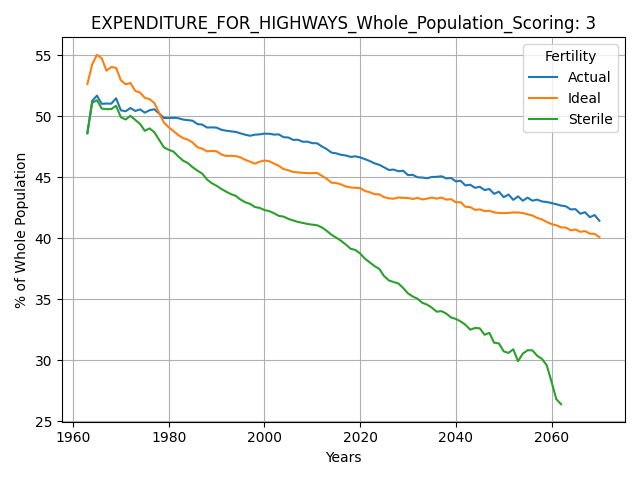 EXPENDITURE_FOR_HIGHWAYS_Whole_Population_Scoring: 3
Fertility
Actual
Ideal
Sterile
% of Whole Population
55
50
45
40
35
30
25
1960
1980
2000
2020
2040
2060
Years